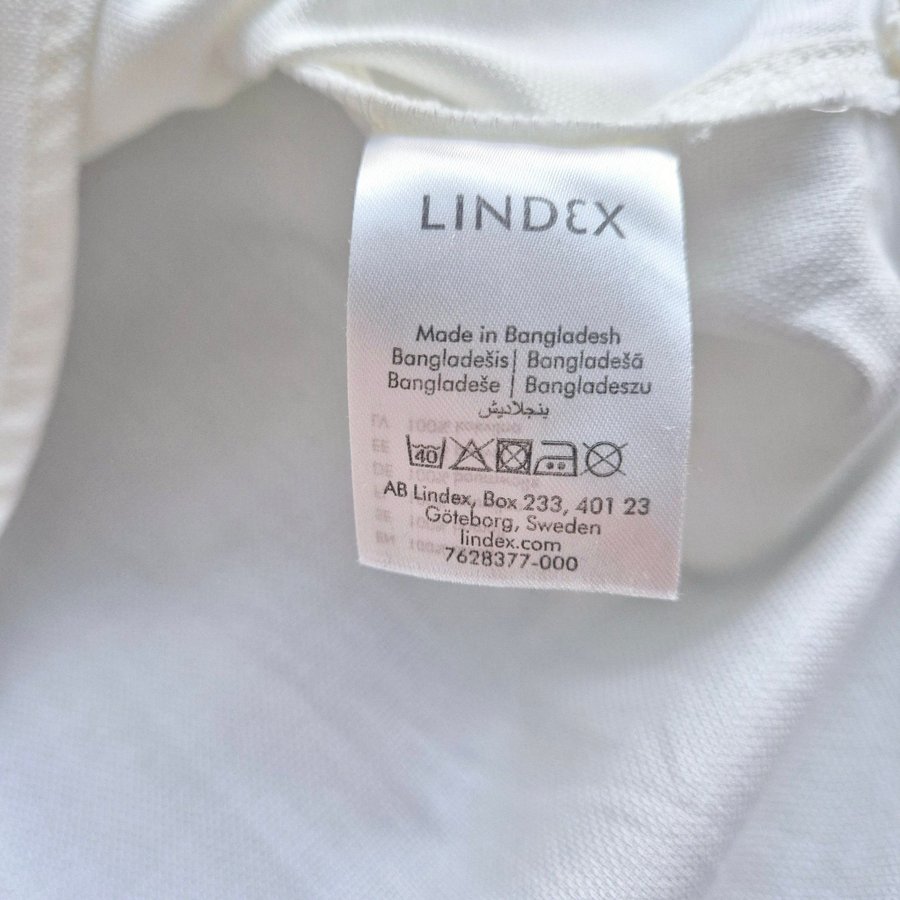 LINDEX
Made in Bangladesh
Bangladešis| Bangladešā
Bangladeše | Bangladeszu
بنجلاديش
40
AB Lindex, Box 233, 401 23
Göteborg, Sweden
lindex.com
7628377-000